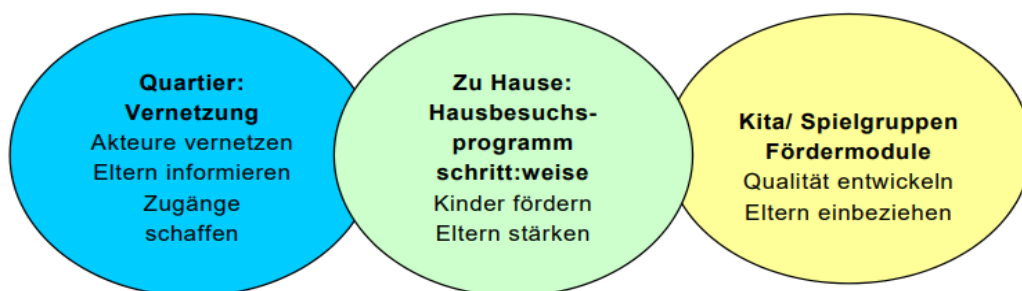 Quartier:
Vernetzung
Akteure vernetzen
Eltern informieren
Zugänge
schaffen
Zu Hause:
Hausbesuchs-
programm
schritt:weise
Kinder fördern
Eltern stärken
Kita/ Spielgruppen
Fördermodule
Qualität entwickeln
Eltern einbeziehen